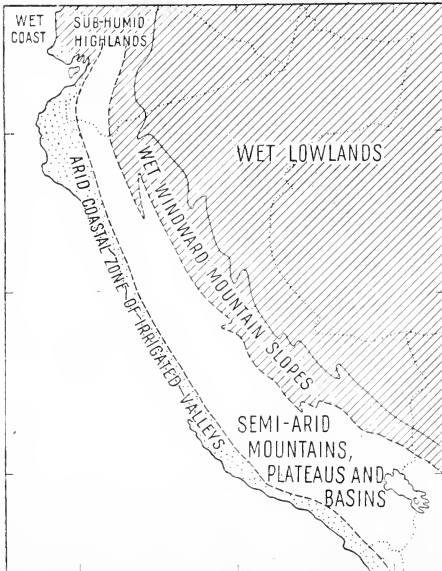 WET
COAST
SUB-HUMID
HIGHLANDS
WET LOWLANDS
WET WINDWARD MOUNTAIN SLOPES
ARID COASTAL ZONE OF IRRIGATED VALLEYS
SEMI-ARID
MOUNTAINS,
PLATEAUS AND
BASINS